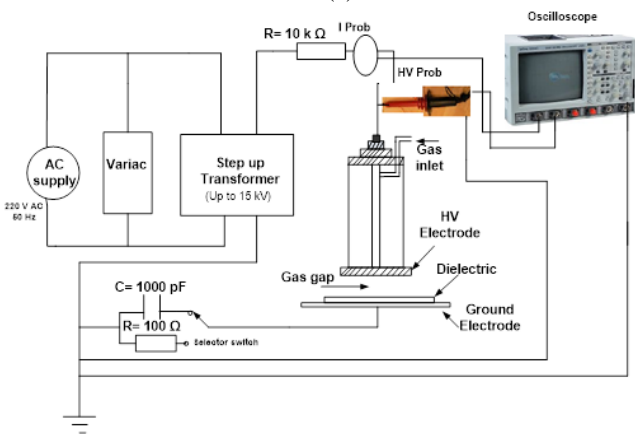 Oscilloscope
R= 10 k Ω
I Prob
HV Prob
AC
supply
220 V AC
50 Hz
Variac
Step up
Transformer
(Up to 15 kV)
Gas
inlet
HV
Electrode
Gas gap
Dielectric
C= 1000 pF
R= 100 Ω
Selector switch
Ground
Electrode